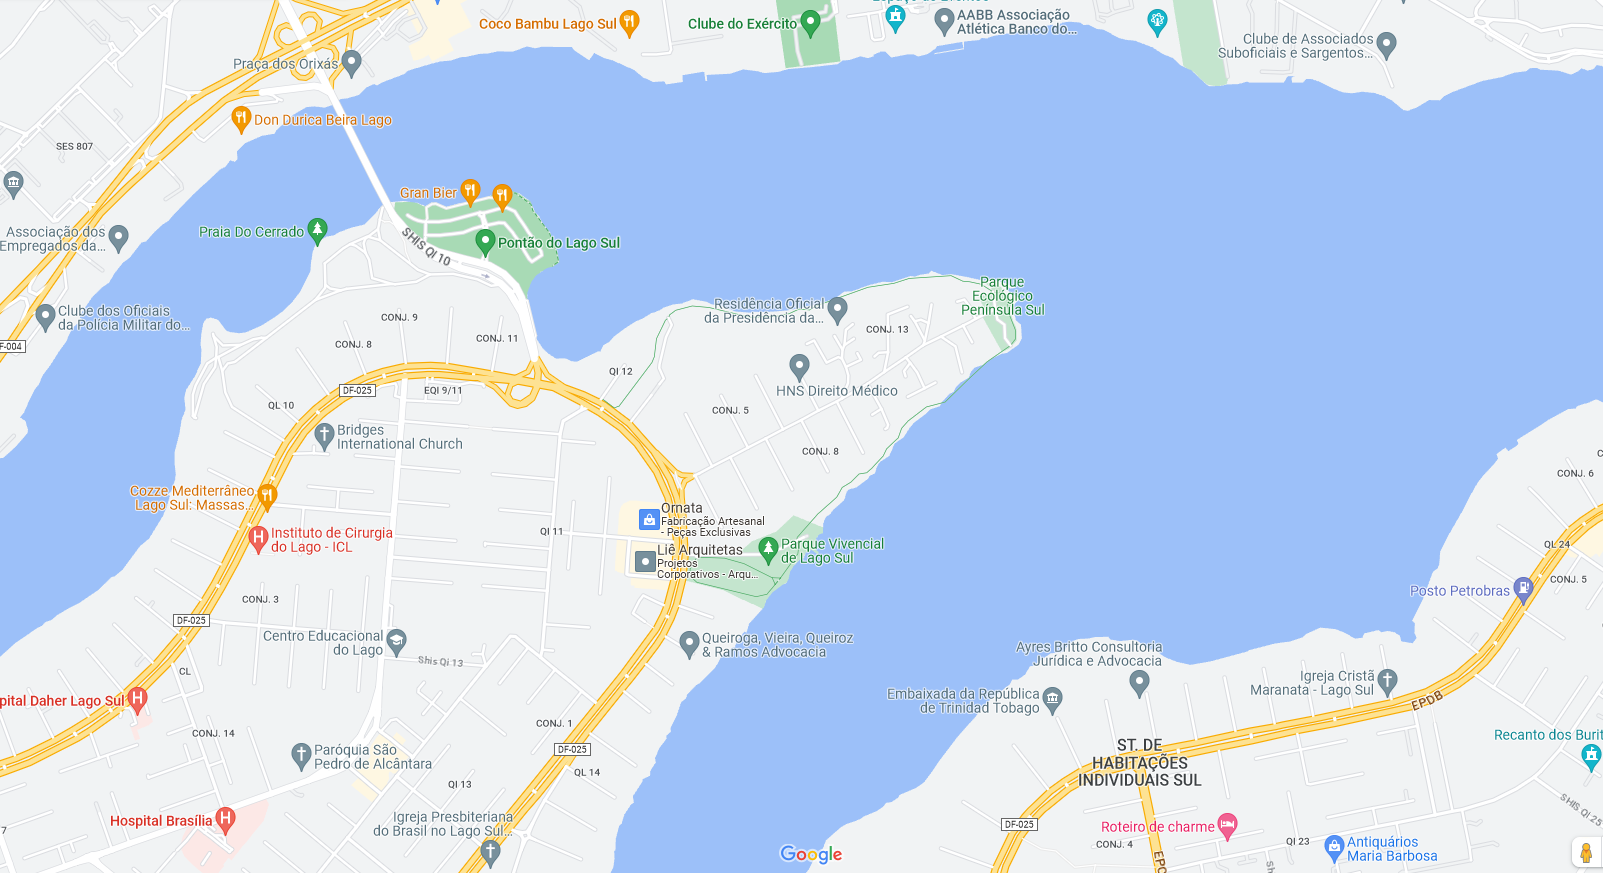 Coco Bambu Lago Sul
Clube do Exército
AABB Associação
Atlética Banco do...
Clube de Associados
Suboficiais e Sargentos...
Praça dos Orixás
Don Durica Beira Lago
SES 807
Gran Bier
Associação dos
Empregados da...
Praia Do Cerrado
SHIS QI 10
Pontão do Lago Sul
Clube dos Oficiais
da Polícia Militar do...
CONJ. 9
CONJ. 8
CONJ. 11
Residência Oficial
da Presidência da...
CONJ. 13
Parque
Ecológico
Península Sul
QI 12
HNS Direito Médico
DF-025
EQI 9/11
QL 10
CONJ. 5
CONJ. 8
Bridges
International Church
CONJ. 6
Cozze Mediterrâneo
Lago Sul: Massas...
Instituto de Cirurgia
do Lago - ICL
QI 11
Ornata
Fabricação Artesanal
- Peças Exclusivas
Liê Arquitetas
Projetos
Corporativos - Arqu...
Parque Vivencial
de Lago Sul
QL 24
CONJ. 5
Posto Petrobras
CONJ. 3
DF-025
Centro Educacional
do Lago
Shis Qi 13
Queiroga, Vieira, Queiroz
& Ramos Advocacia
Ayres Britto Consultoria
Jurídica e Advocacia
CL
Embaixada da República
de Trinidad Tobago
Igreja Cristã
Maranata - Lago Sul
EPDB
pital Daher Lago Sul
CONJ. 14
CONJ. 1
DF-025
Paróquia São
Pedro de Alcântara
QI 13
QL 14
ST. DE
HABITAÇÕES
INDIVIDUAIS SUL
Recanto dos Burit
SHIS QI 25
Hospital Brasília
Igreja Presbiteriana
do Brasil no Lago Sul...
DF-025
Roteiro de charme
CONJ. 4
QI 23
Antiquários
Maria Barbosa
Google